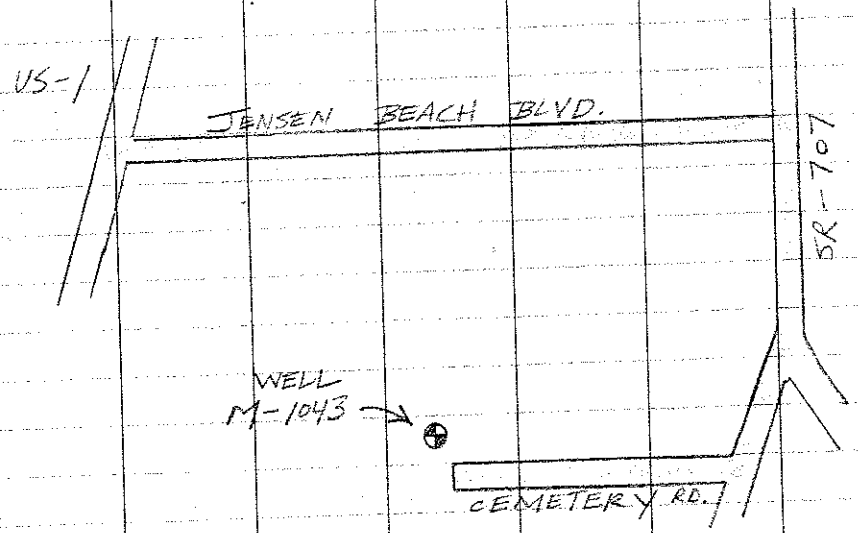 US-1
JENSEN BEACH BLVD.
SR-707
WELL
M-1043
CEMETERY RD.